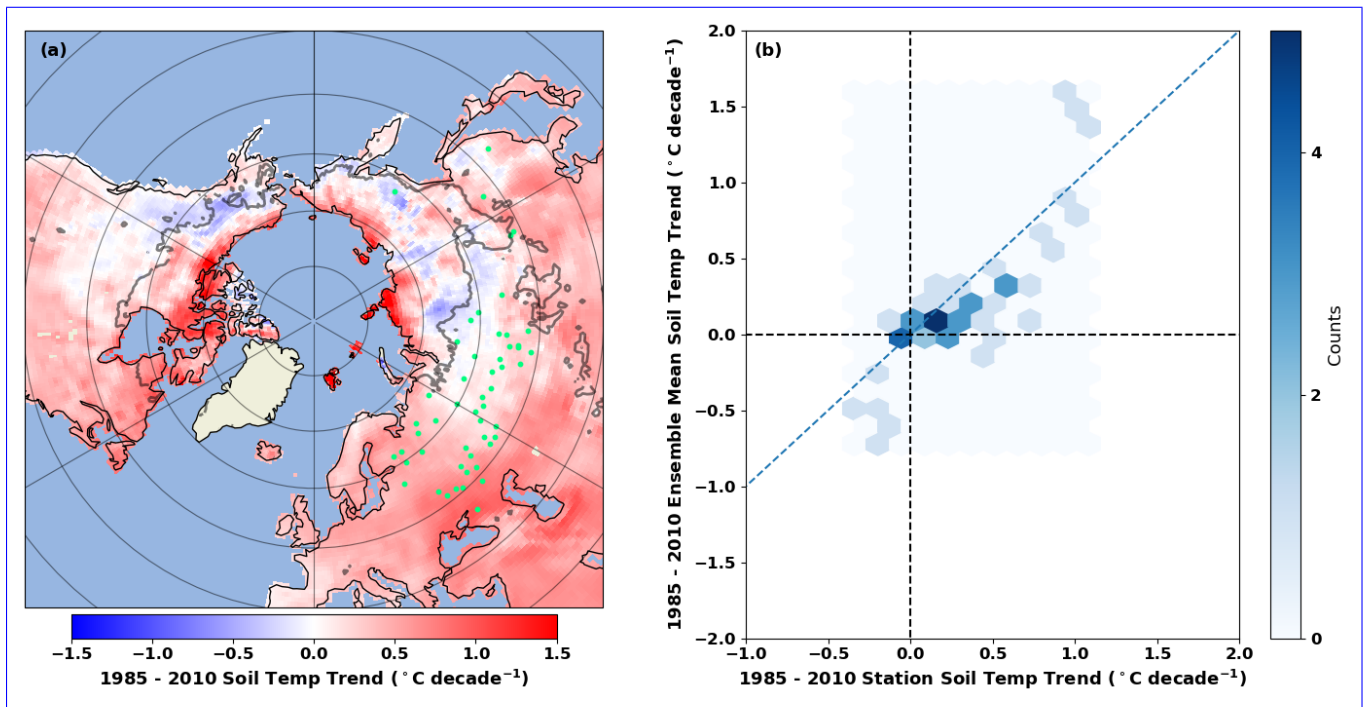 (a)
−1.5 −1.0 −0.5 0.0 0.5 1.0 1.5
1985 - 2010 Soil Temp Trend (°C decade⁻¹)
(b)
1985 - 2010 Ensemble Mean Soil Temp Trend (°C decade⁻¹)
2.0
1.5
1.0
0.5
0.0
−0.5
−1.0
−1.5
−2.0
−1.0 −0.5 0.0 0.5 1.0 1.5 2.0
1985 - 2010 Station Soil Temp Trend (°C decade⁻¹)
4
2
0
Counts